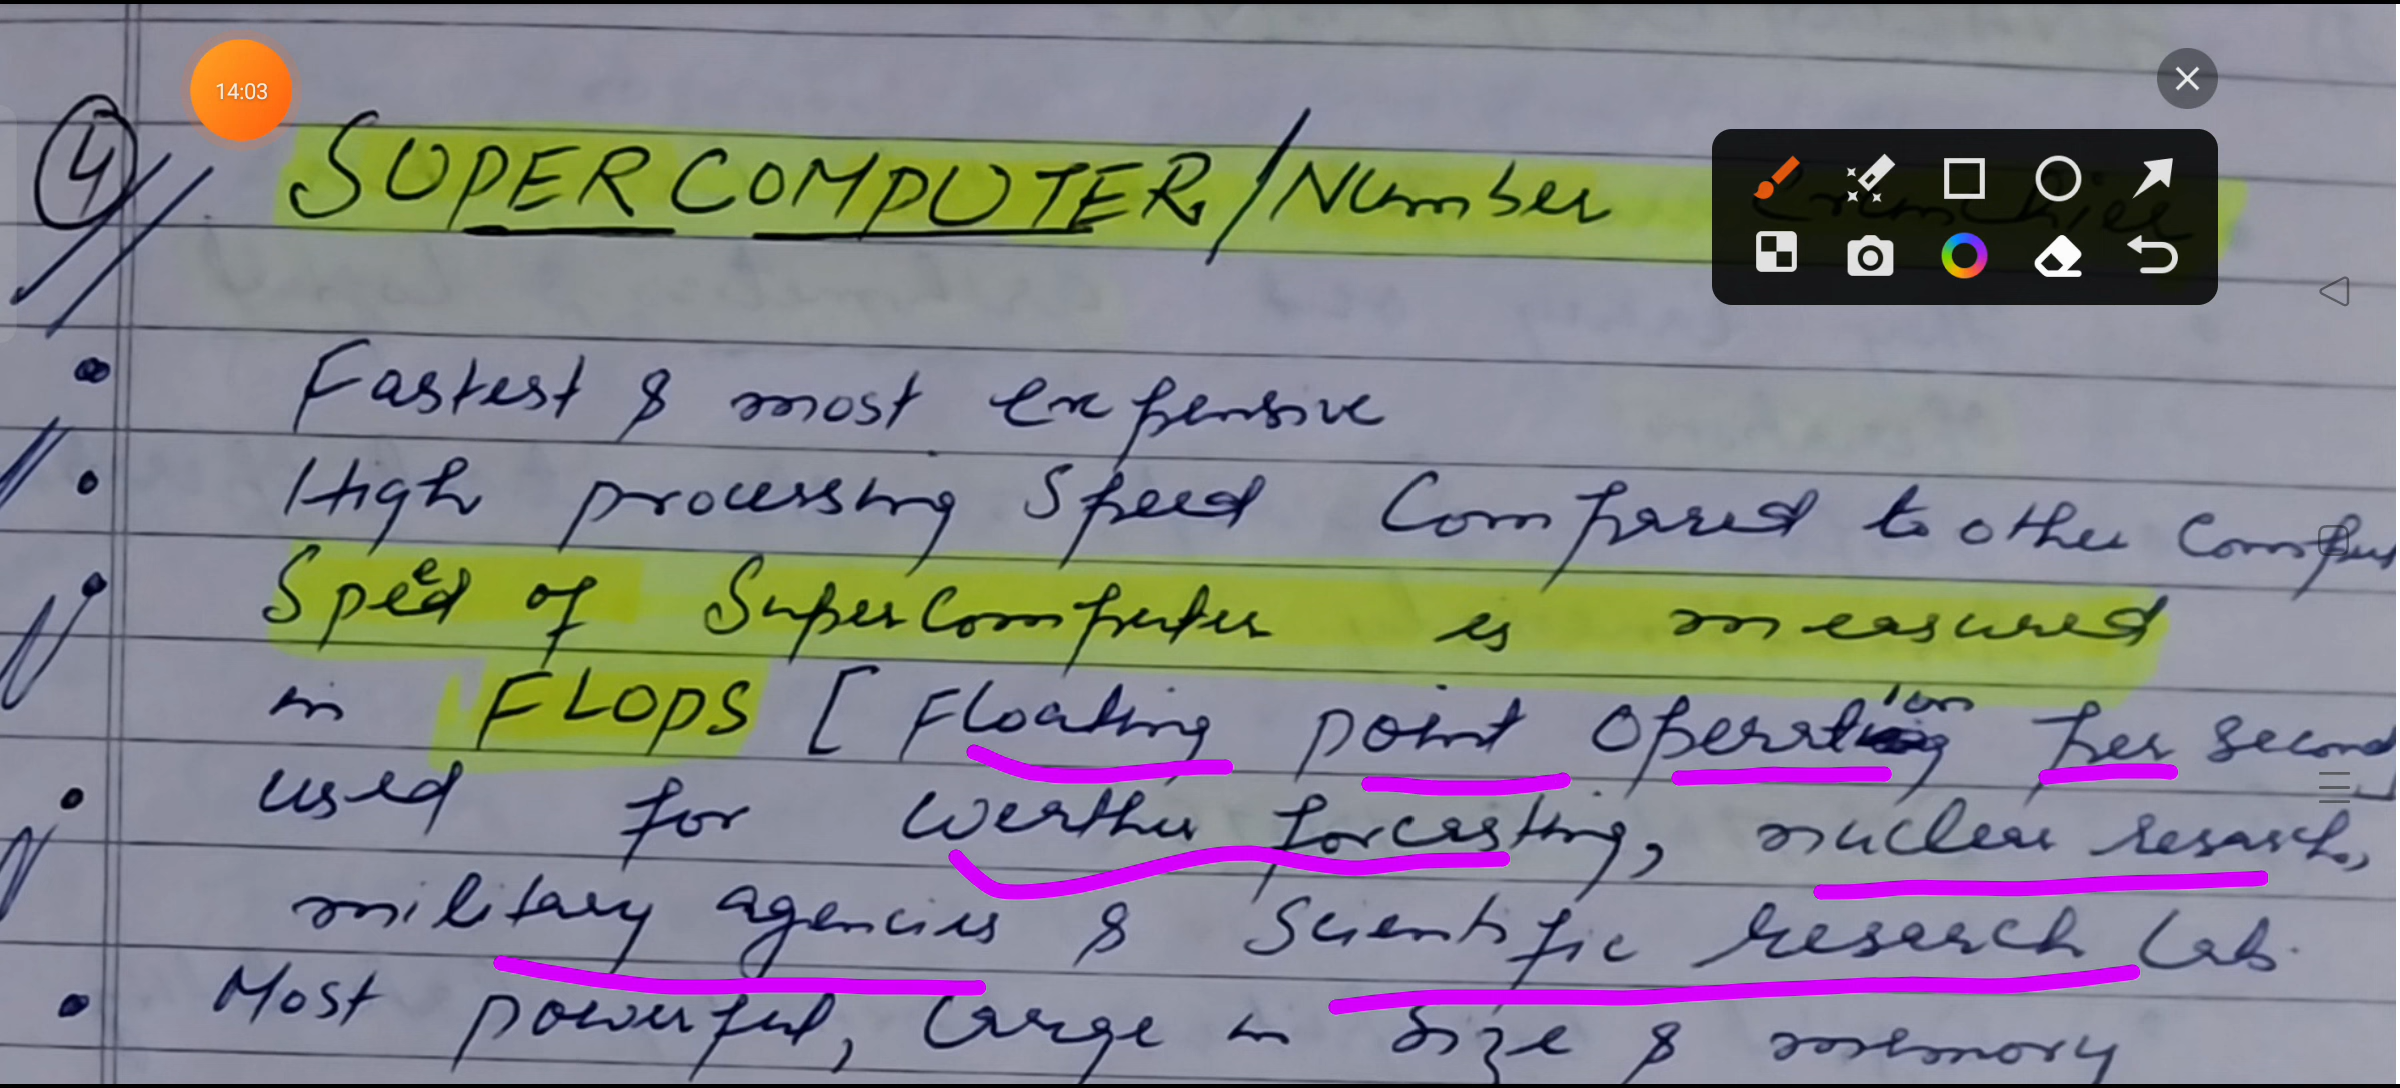 14:03
4 SUPERCOMPUTER/Number Crunchier
Fastest & most expensive
High processing Speed Compared to other Comput
Speed of SuperComputer is measured
in FLOPS [Floating point Operation per second
used for weather forcasting, nuclear research,
military agencies & Scientific research Lab.
Most powerful, Large in Size & memory